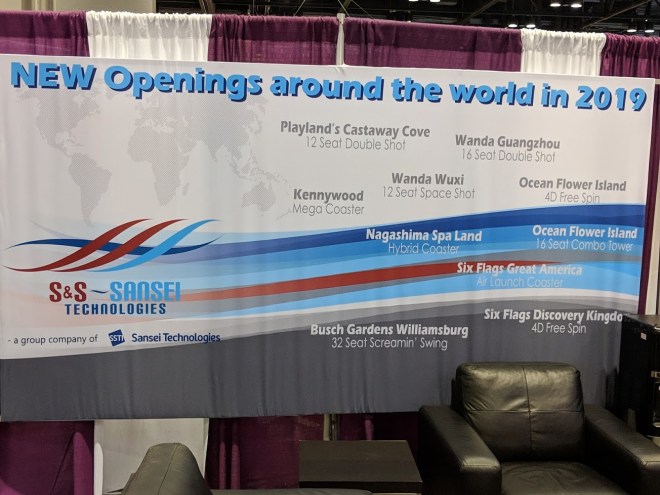 NEW Openings around the world in 2019
Playland's Castaway Cove
12 Seat Double Shot
Wanda Guangzhou
16 Seat Double Shot
Wanda Wuxi
12 Seat Space Shot
Ocean Flower Island
4D Free Spin
Kennywood
Mega Coaster
Nagashima Spa Land
Hybrid Coaster
Ocean Flower Island
16 Seat Combo Tower
Six Flags Great America
Air Launch Coaster
S&S – SANSEI
TECHNOLOGIES
Six Flags Discovery Kingdo
4D Free Spin
Busch Gardens Williamsburg
32 Seat Screamin' Swing
- a group company of SSTI Sansei Technologies